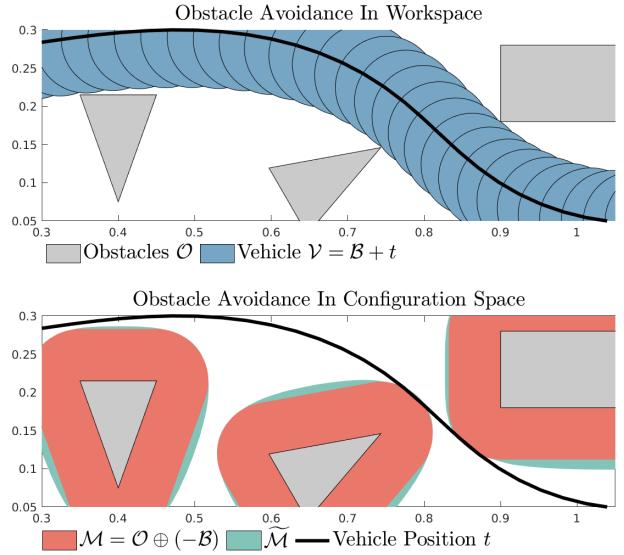 Obstacle Avoidance In Workspace
0.3
0.25
0.2
0.15
0.1
0.05
0.3 0.4 0.5 0.6 0.7 0.8 0.9 1
Obstacles 𝒪 Vehicle 𝒱 = ℬ + t
Obstacle Avoidance In Configuration Space
0.3
0.25
0.2
0.15
0.1
0.05
0.3 0.4 0.5 0.6 0.7 0.8 0.9 1
ℳ = 𝒪 ⊕ (−ℬ) ℳ̃ Vehicle Position t